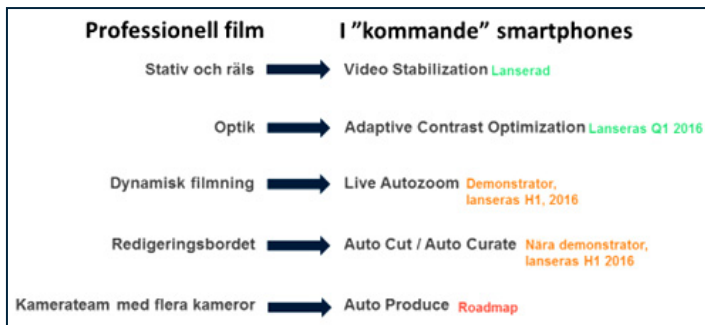 Professionell film I ”kommande” smartphones
Stativ och räls Video Stabilization Lanserad
Optik Adaptive Contrast Optimization Lanseras Q1 2016
Dynamisk filmning Live Autozoom Demonstrator,
lanseras H1, 2016
Redigeringsbordet Auto Cut / Auto Curate Nära demonstrator,
lanseras H1 2016
Kamerateam med flera kameror Auto Produce Roadmap